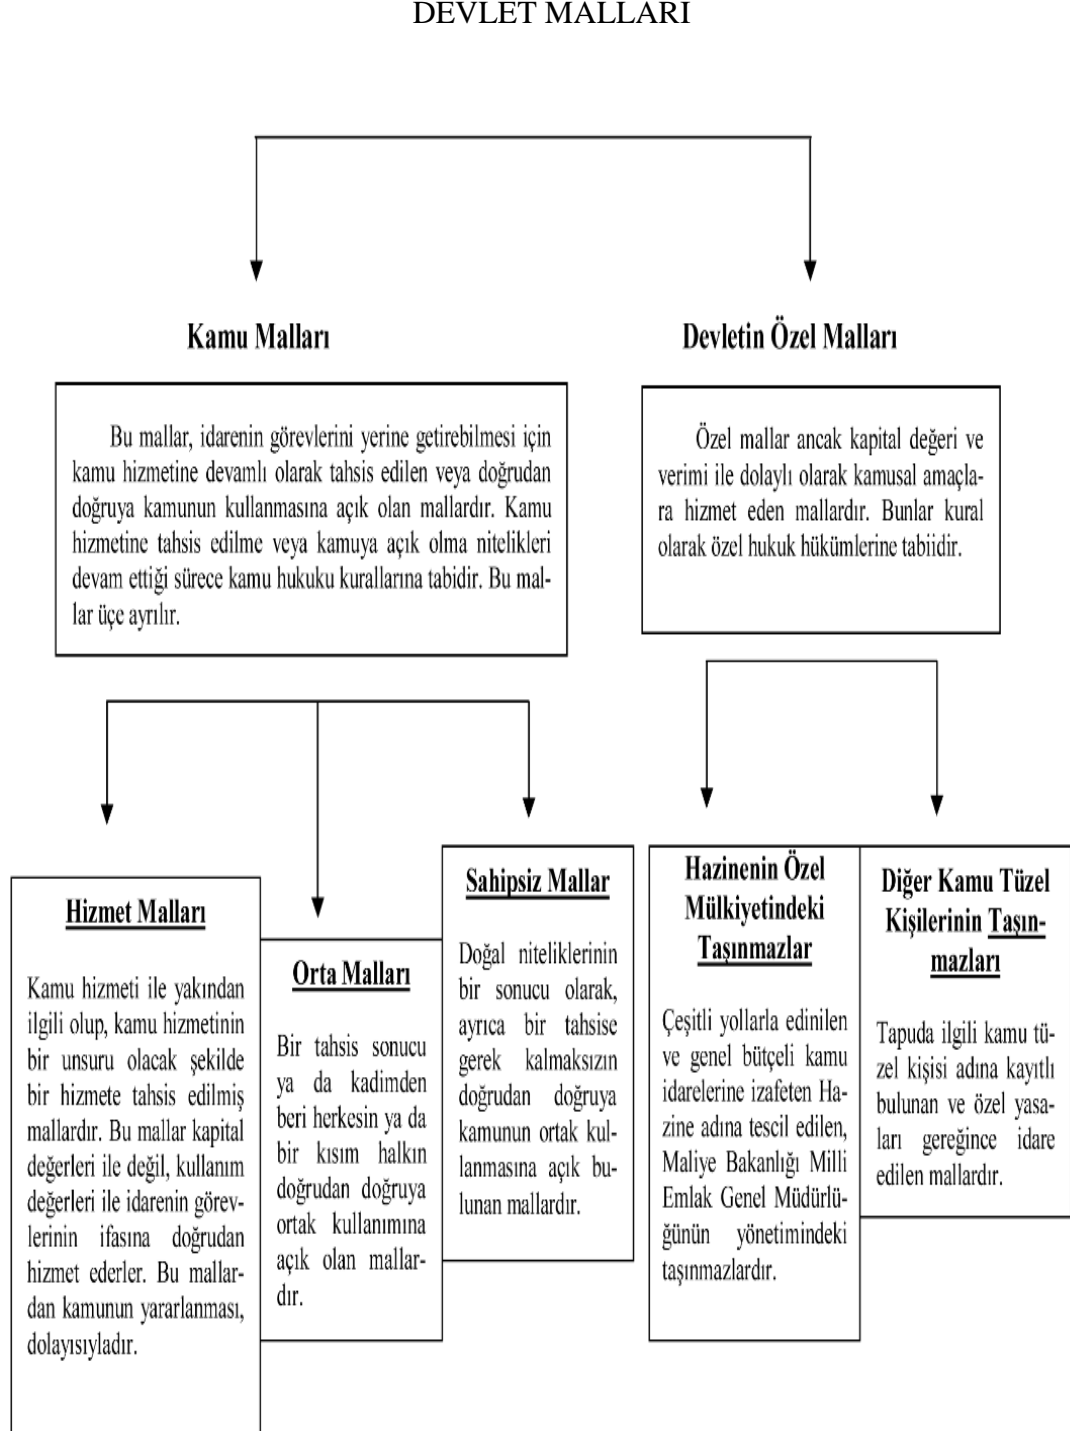 DEVLET MALLARI
Kamu Malları
Bu mallar, idarenin görevlerini yerine getirebilmesi için
kamu hizmetine devamlı olarak tahsis edilen veya doğrudan
doğruya kamunun kullanmasına açık olan mallardır. Kamu
hizmetine tahsis edilme veya kamuya açık olma nitelikleri
devam ettiği sürece kamu hukuku kurallarına tabidir. Bu mal-
lar üçe ayrılır.
Devletin Özel Malları
Özel mallar ancak kapital değeri ve
verimi ile dolaylı olarak kamusal amaçla-
ra hizmet eden mallardır. Bunlar kural
olarak özel hukuk hükümlerine tabiidir.
Hizmet Malları
Kamu hizmeti ile yakından
ilgili olup, kamu hizmetinin
bir unsuru olacak şekilde
bir hizmete tahsis edilmiş
mallardır. Bu mallar kapital
değerleri ile değil, kullanım
değerleri ile idarenin görev-
lerinin ifasına doğrudan
hizmet ederler. Bu mallar-
dan kamunun yararlanması,
dolayısıyladır.
Orta Malları
Bir tahsis sonucu
ya da kadimden
beri herkesin ya da
bir kısım halkın
doğrudan doğruya
ortak kullanımına
açık olan mallar-
dır.
Sahipsiz Mallar
Doğal niteliklerinin
bir sonucu olarak,
ayrıca bir tahsise
gerek kalmaksızın
doğrudan doğruya
kamunun ortak kul-
lanmasına açık bu-
lunan mallardır.
Hazinenin Özel
Mülkiyetindeki
Taşınmazlar
Çeşitli yollarla edinilen
ve genel bütçeli kamu
idarelerine izafeten Ha-
zine adına tescil edilen,
Maliye Bakanlığı Milli
Emlak Genel Müdürlü-
ğünün yönetimindeki
taşınmazlardır.
Diğer Kamu Tüzel
Kişilerinin Taşın-
mazları
Tapuda ilgili kamu tü-
zel kişisi adına kayıtlı
bulunan ve özel yasa-
ları gereğince idare
edilen mallardır.